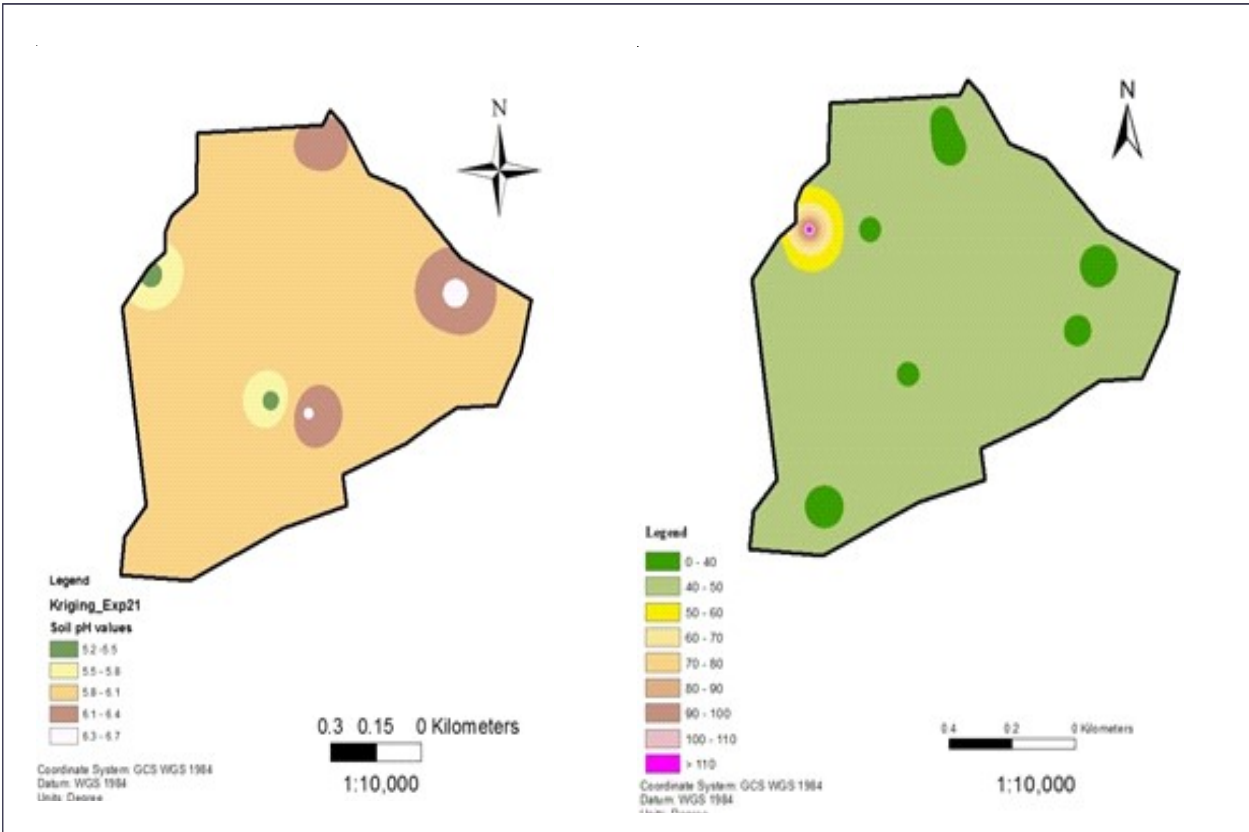 N
Legend
Kriging_Exp21
Soil pH values
5.2 -5.5
5.5 - 5.8
5.8 - 6.1
6.1 - 6.4
6.3 - 6.7
0.3 0.15 0 Kilometers
1:10,000
Coordinate System: GCS WGS 1984
Datum: WGS 1984
Units: Degree
N
Legend
0 - 40
40 - 50
50 - 60
60 - 70
70 - 80
80 - 90
90 - 100
100 - 110
> 110
0.4 0.2 0 Kilometers
1:10,000
Coordinate System: GCS WGS 1984
Datum: WGS 1984